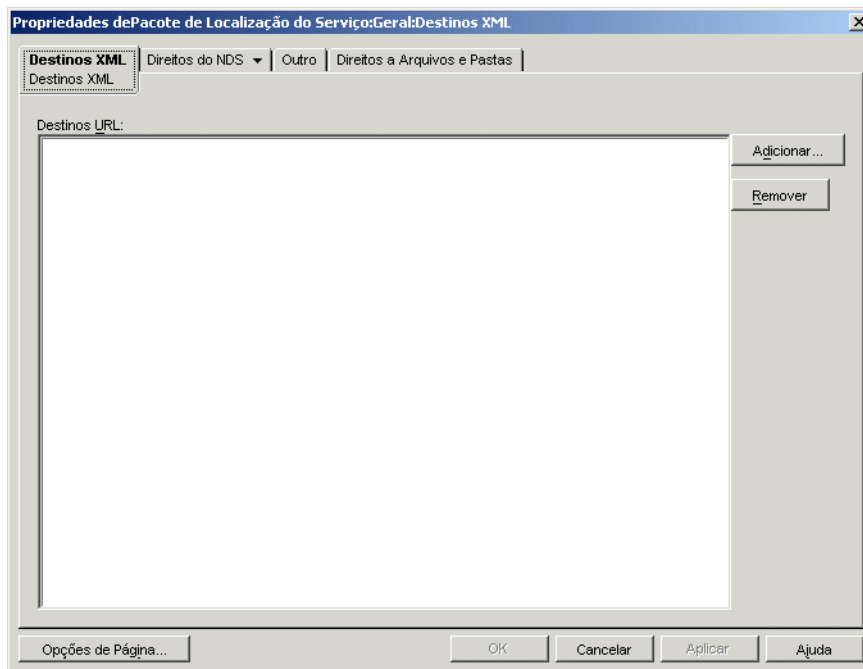 Propriedades dePacote de Localização do Serviço:Geral:Destinos XML
Destinos XML Direitos do NDS Outro Direitos a Arquivos e Pastas
Destinos XML
Destinos URL:
Adicionar...
Remover
Opções de Página... OK Cancelar Aplicar Ajuda